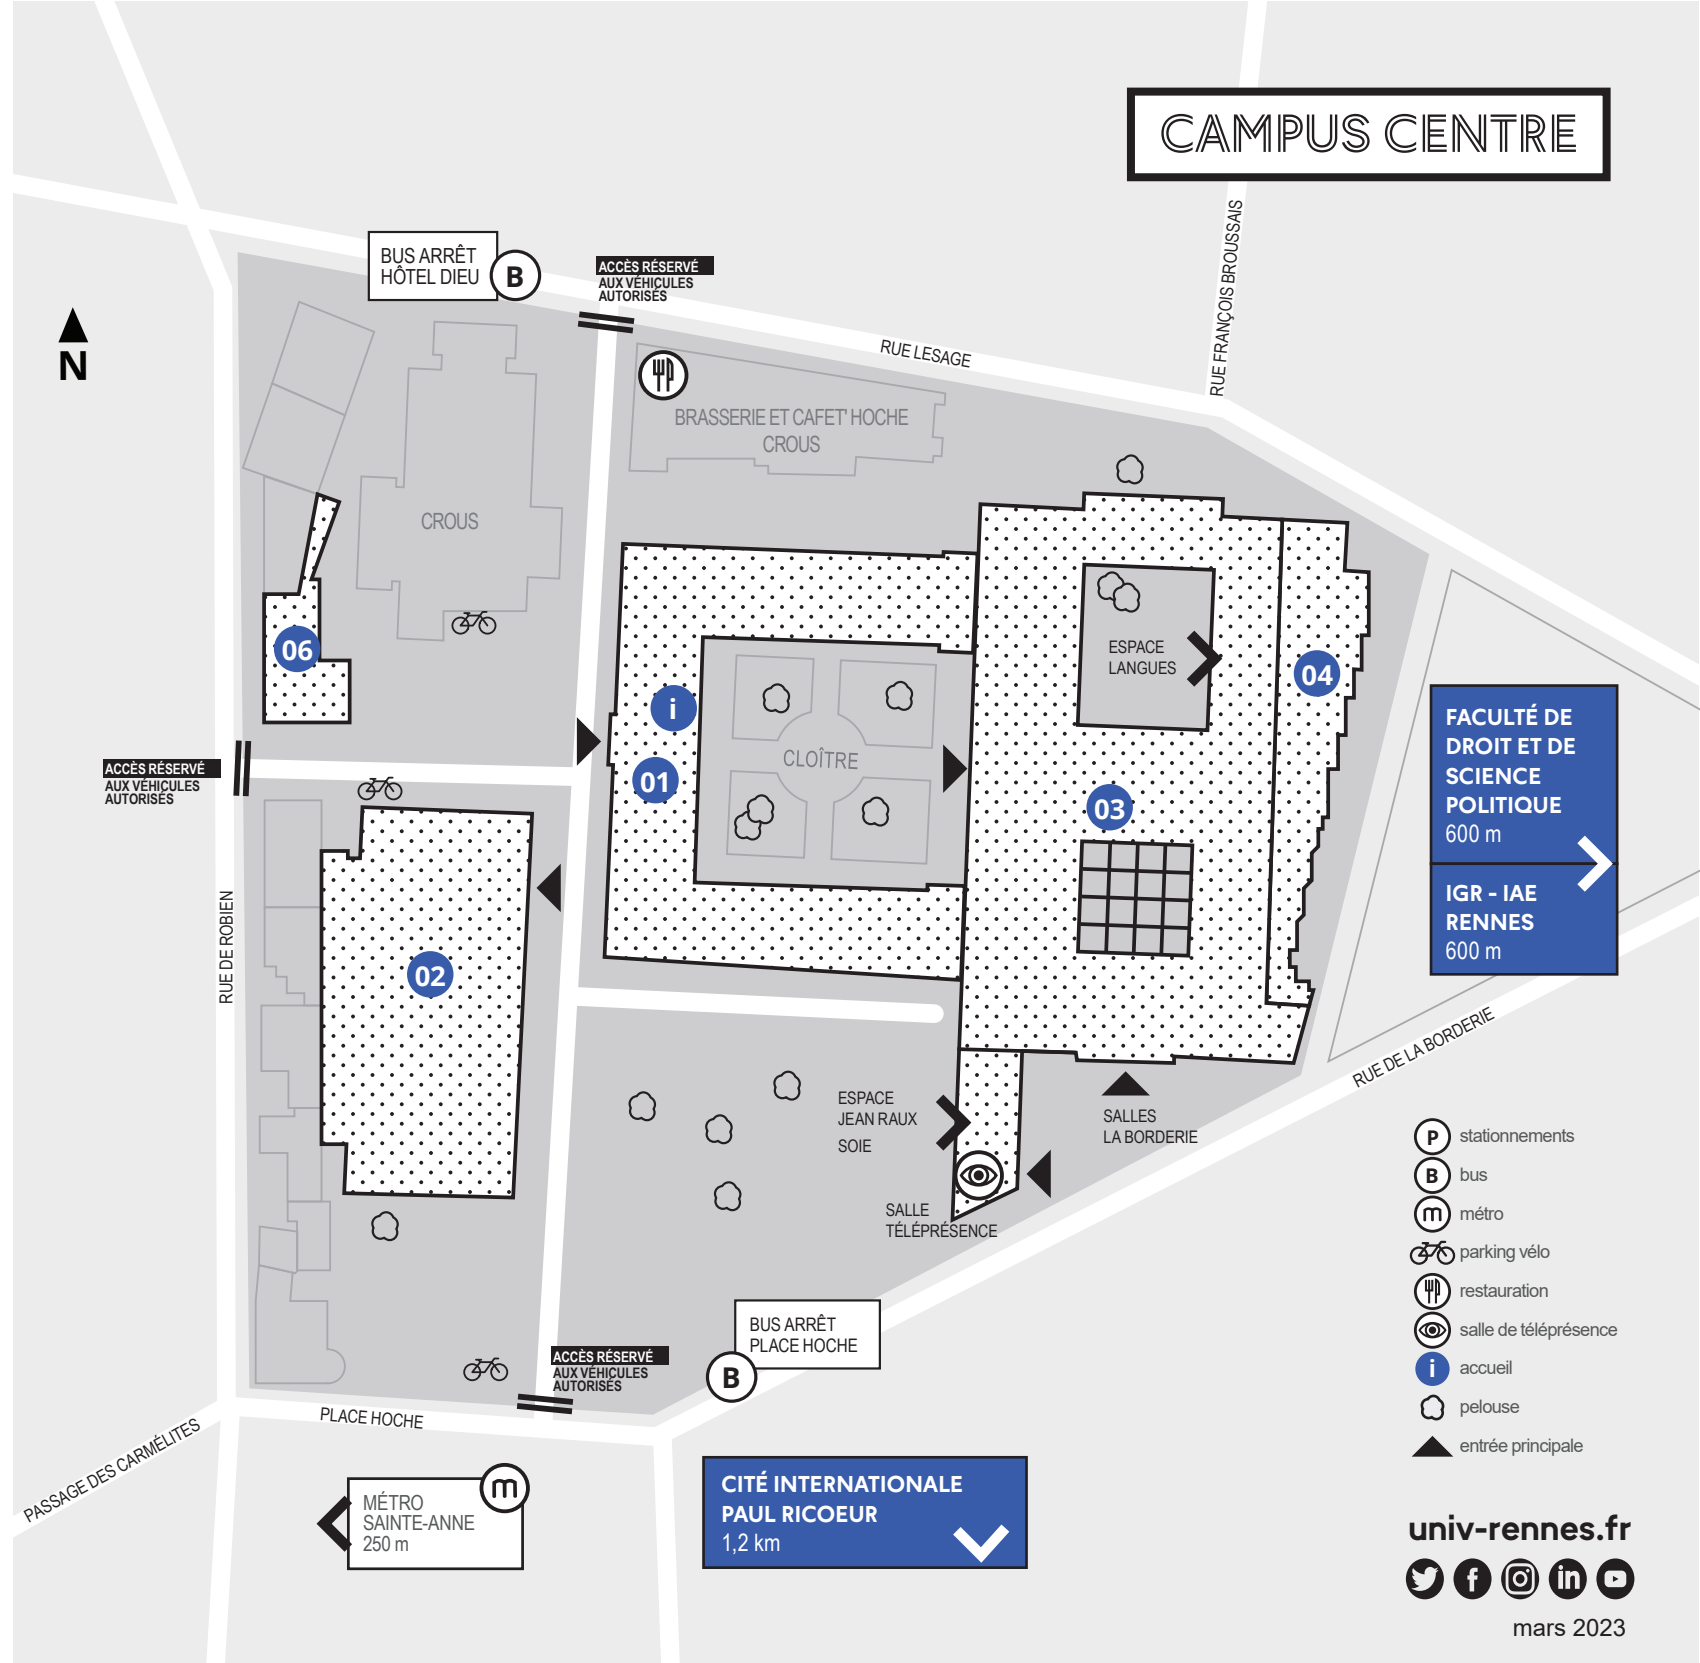 CAMPUS CENTRE
RUE FRANÇOIS BROUSSAIS
BUS ARRÊT
HÔTEL DIEU
B
ACCÈS RÉSERVÉ
AUX VÉHICULES
AUTORISÉS
N
RUE LESAGE
BRASSERIE ET CAFET' HOCHE
CROUS
CROUS
06
ESPACE
LANGUES
04
i
01
CLOÎTRE
03
ACCÈS RÉSERVÉ
AUX VÉHICULES
AUTORISÉS
FACULTÉ DE
DROIT ET DE
SCIENCE
POLITIQUE
600 m
IGR - IAE
RENNES
600 m
RUE DE ROBIEN
02
RUE DE LA BORDERIE
ESPACE
JEAN RAUX
SOIE
SALLES
LA BORDERIE
SALLE
TÉLÉPRÉSENCE
P stationnements
B bus
m métro
parking vélo
restauration
salle de téléprésence
i accueil
pelouse
entrée principale
BUS ARRÊT
PLACE HOCHE
B
ACCÈS RÉSERVÉ
AUX VÉHICULES
AUTORISÉS
PLACE HOCHE
PASSAGE DES CARMÉLITES
m
MÉTRO
SAINTE-ANNE
250 m
CITÉ INTERNATIONALE
PAUL RICOEUR
1,2 km
univ-rennes.fr
mars 2023